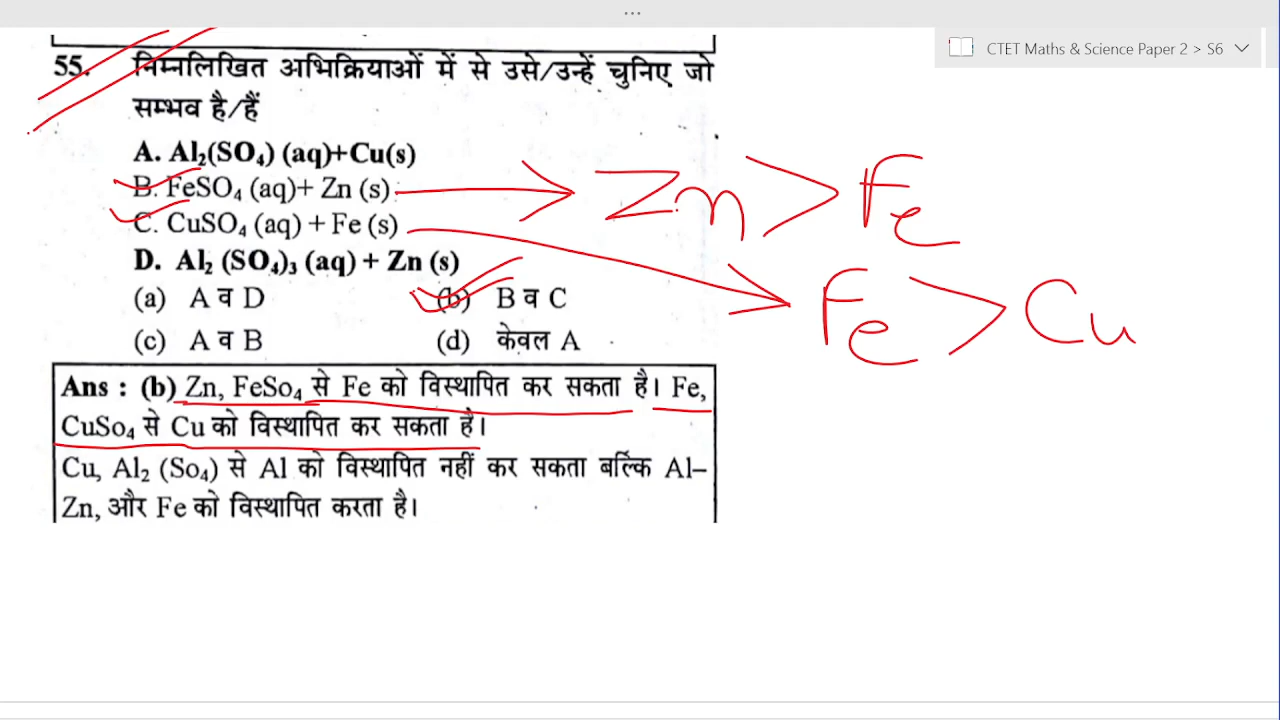 ...
CTET Maths & Science Paper 2 > S6
55. निम्नलिखित अभिक्रियाओं में से उसे/उन्हें चुनिए जो
सम्भव है/हैं
A. Al₂(SO₄) (aq)+Cu(s)
B. FeSO₄ (aq)+ Zn (s)
Zn > Fe
C. CuSO₄ (aq) + Fe (s)
Fe > Cu
D. Al₂ (SO₄)₃ (aq) + Zn (s)
(a) A व D (b) B व C
(c) A व B (d) केवल A
Ans : (b) Zn, FeSo₄ से Fe को विस्थापित कर सकता है। Fe,
CuSo₄ से Cu को विस्थापित कर सकता है।
Cu, Al₂ (So₄) से Al को विस्थापित नहीं कर सकता बल्कि Al–
Zn, और Fe को विस्थापित करता है।